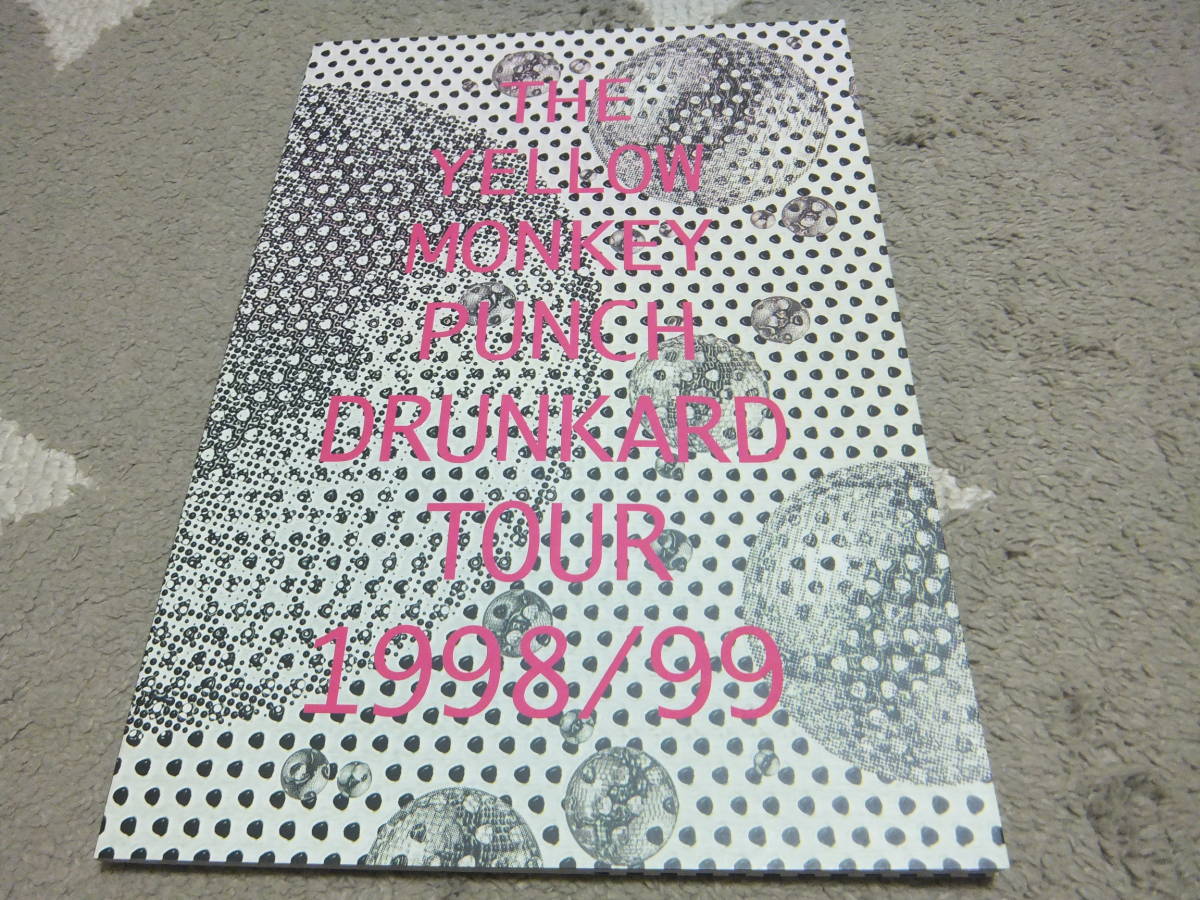 THE
YELLOW
MONKEY
PUNCH
DRUNKARD
TOUR
1998/99